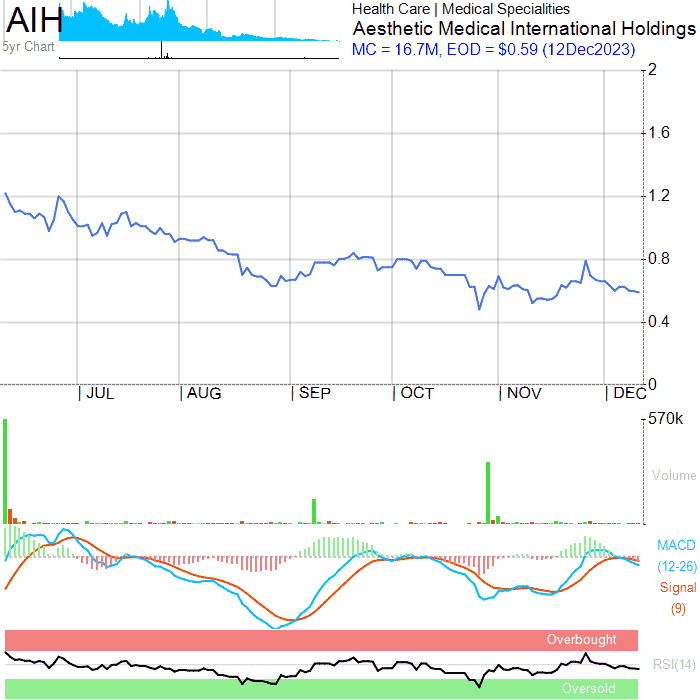 AIH
5yr Chart
Health Care | Medical Specialities
Aesthetic Medical International Holdings
MC = 16.7M, EOD = $0.59 (12Dec2023)
2
1.6
1.2
0.8
0.4
0
|JUL |AUG |SEP |OCT |NOV |DEC
570k
Volume
MACD
(12-26)
Signal
(9)
Overbought
RSI(14)
Oversold